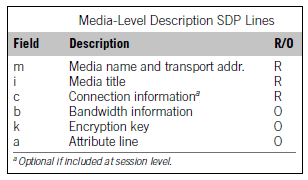 Media-Level Description SDP Lines
Field Description R/O
m Media name and transport addr. R
i Media title R
c Connection informationᵃ R
b Bandwidth information O
k Encryption key O
a Attribute line O
ᵃ Optional if included at session level.